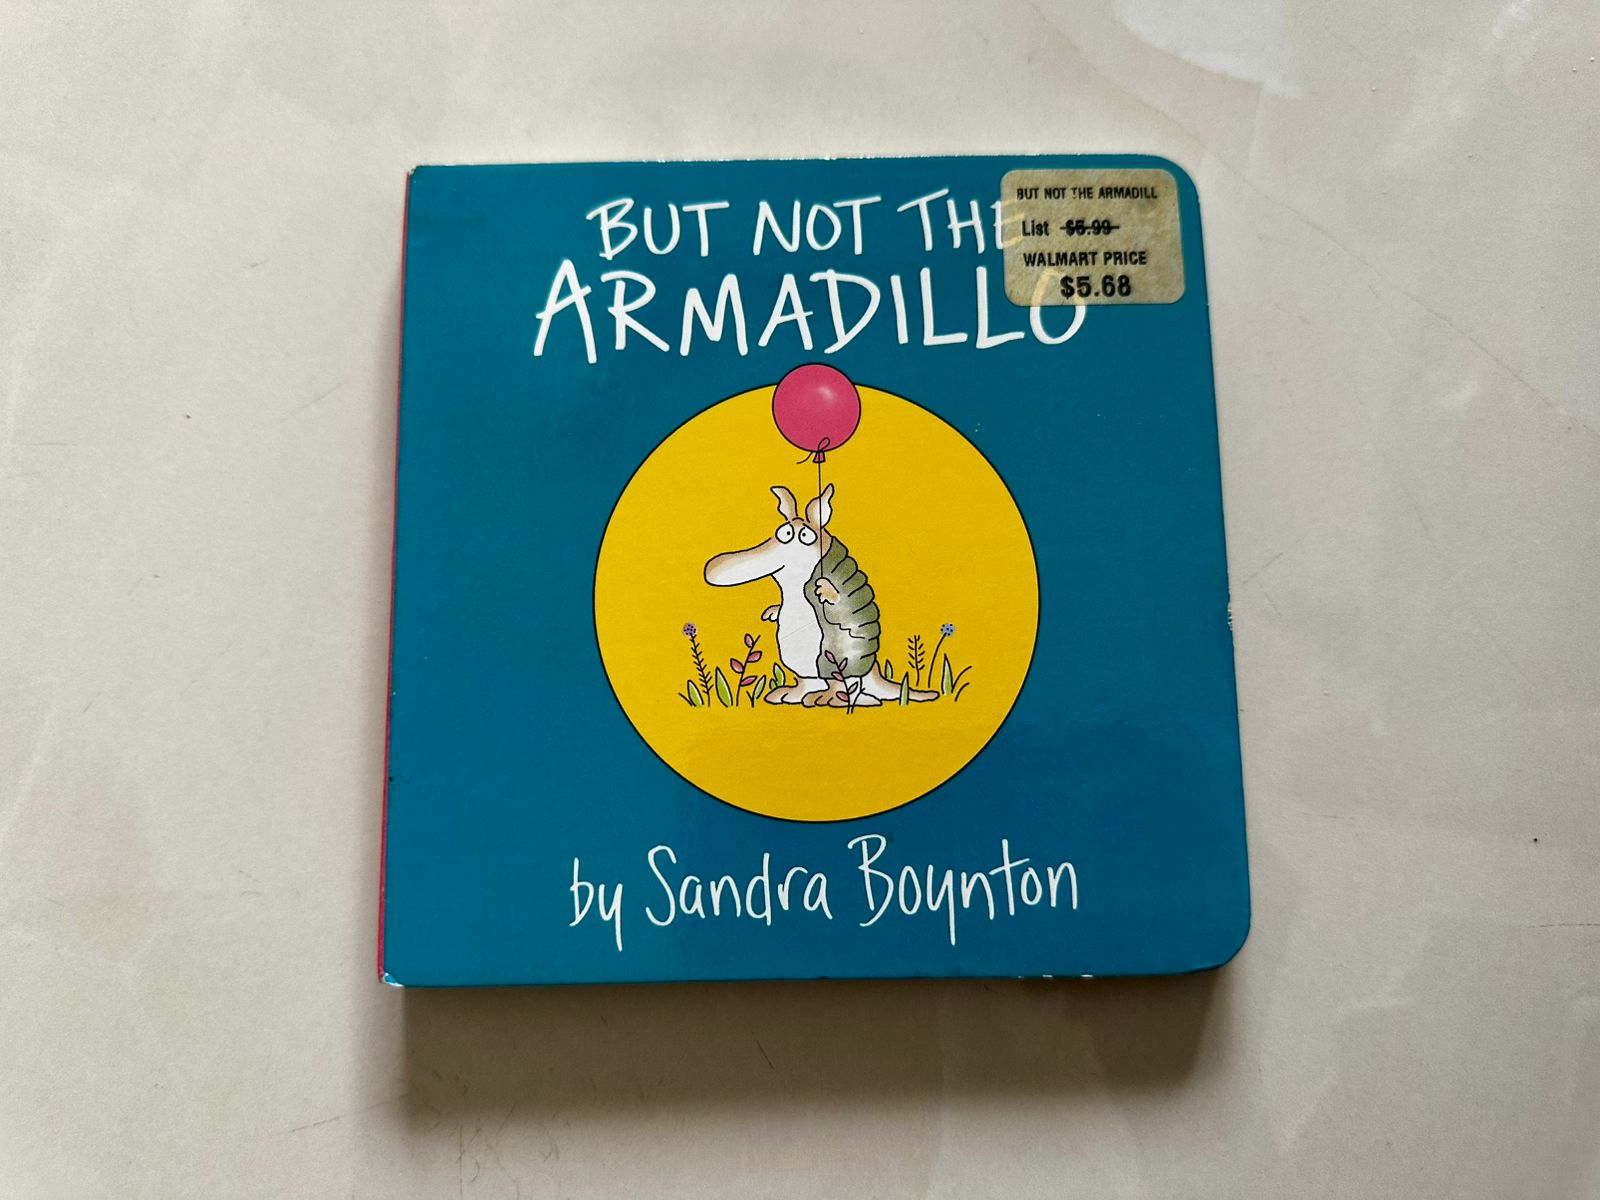 BUT NOT THE
ARMADILLO
BUT NOT THE ARMADILL
List $5.99
WALMART PRICE
$5.68
by Sandra Boynton